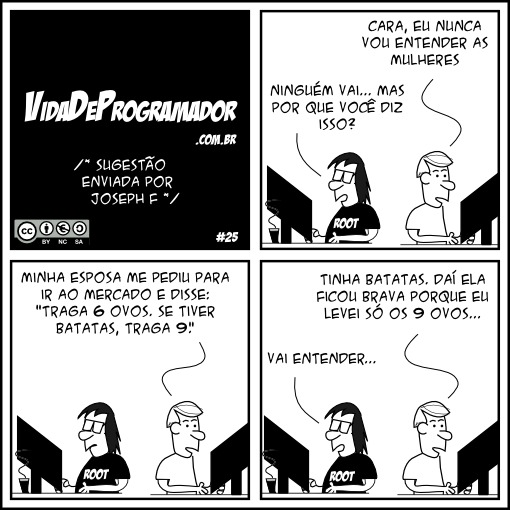 VIDADEPROGRAMADOR
.COM.BR
/* SUGESTÃO
ENVIADA POR
JOSEPH F */
cc
BY NC SA
#25
CARA, EU NUNCA
VOU ENTENDER AS
MULHERES
NINGUÉM VAI... MAS
POR QUE VOCÊ DIZ
ISSO?
ROOT
MINHA ESPOSA ME PEDIU PARA
IR AO MERCADO E DISSE:
"TRAGA 6 OVOS. SE TIVER
BATATAS, TRAGA 9."
ROOT
TINHA BATATAS. DAÍ ELA
FICOU BRAVA PORQUE EU
LEVEI SÓ OS 9 OVOS...
VAI ENTENDER...
ROOT